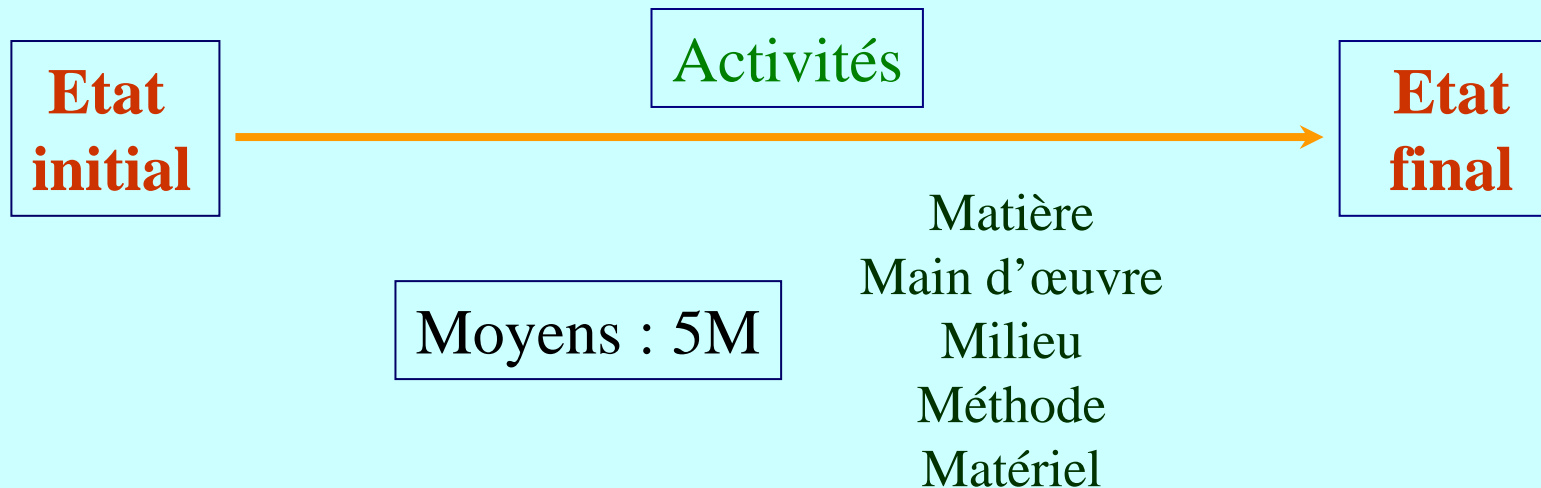 Activités
Etat
initial
Etat
final
Matière
Main d’œuvre
Moyens : 5M
Milieu
Méthode
Matériel